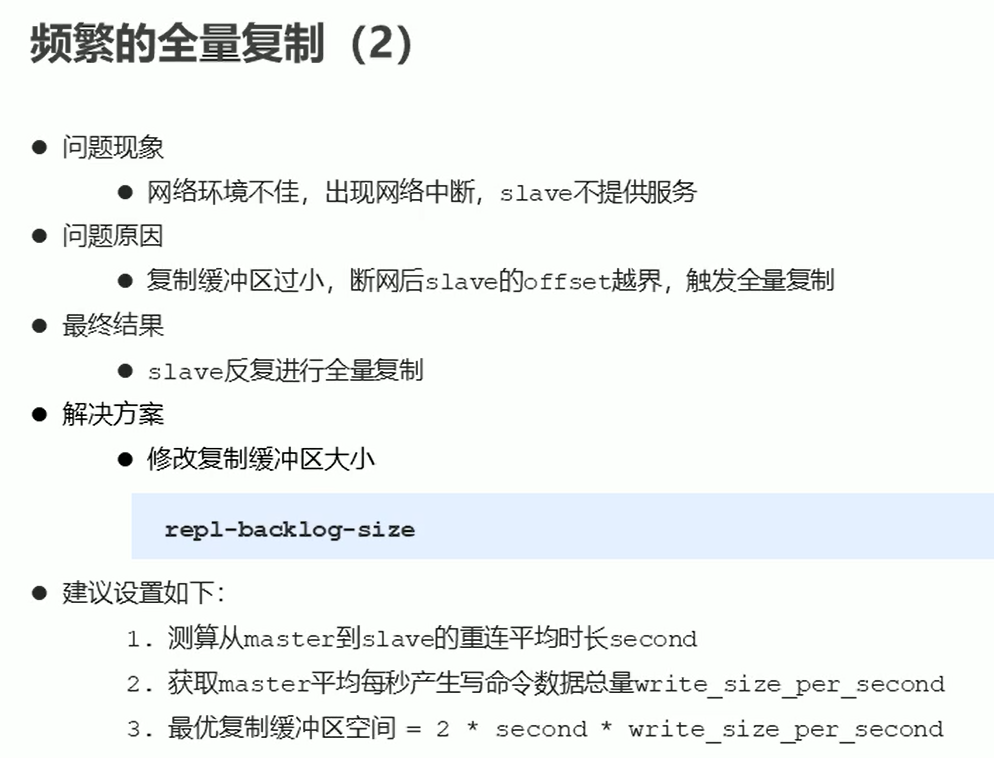 频繁的全量复制（2）
● 问题现象
● 网络环境不佳，出现网络中断，slave不提供服务
● 问题原因
● 复制缓冲区过小，断网后slave的offset越界，触发全量复制
● 最终结果
● slave反复进行全量复制
● 解决方案
● 修改复制缓冲区大小
repl-backlog-size
● 建议设置如下：
1. 测算从master到slave的重连平均时长second
2. 获取master平均每秒产生写命令数据总量write_size_per_second
3. 最优复制缓冲区空间 = 2 * second * write_size_per_second